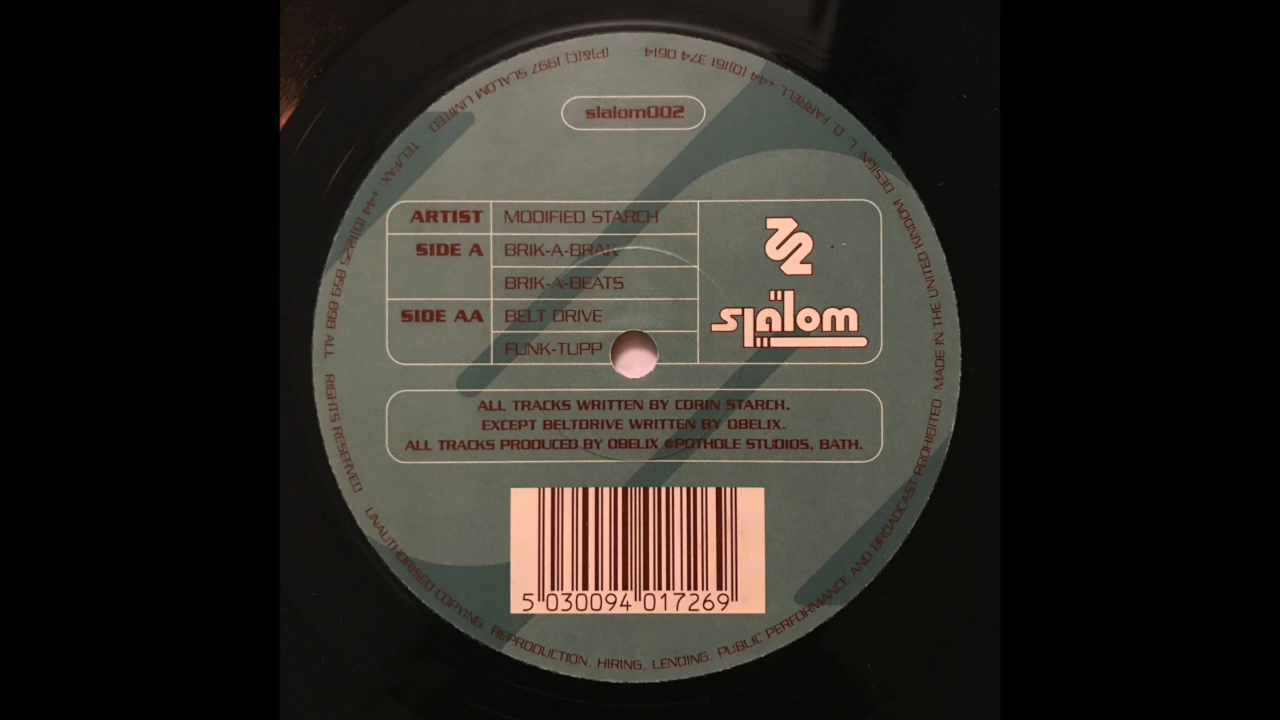 slalom002
ARTIST MODIFIED STARCH
SIDE A BRIK-A-BRAK
BRIK-A-BEATS
SIDE AA BELT DRIVE
FUNK-TUPP
slälom
ALL TRACKS WRITTEN BY CORIN STARCH.
EXCEPT BELTDRIVE WRITTEN BY OBELIX.
ALL TRACKS PRODUCED BY OBELIX @POTHOLE STUDIOS, BATH.
5 030094 017269
(P)&(C) 1997 SLALOM LIMITED TEL/FAX. +44 (0)1225 859 898 ALL RIGHTS RESERVED UNAUTHORISED COPYING, REPRODUCTION, HIRING, LENDING, PUBLIC PERFORMANCE AND BROADCAST PROHIBITED. MADE IN THE UNITED KINGDOM. DESIGN: L. D. FARRELL +44 (0)161 374 0614